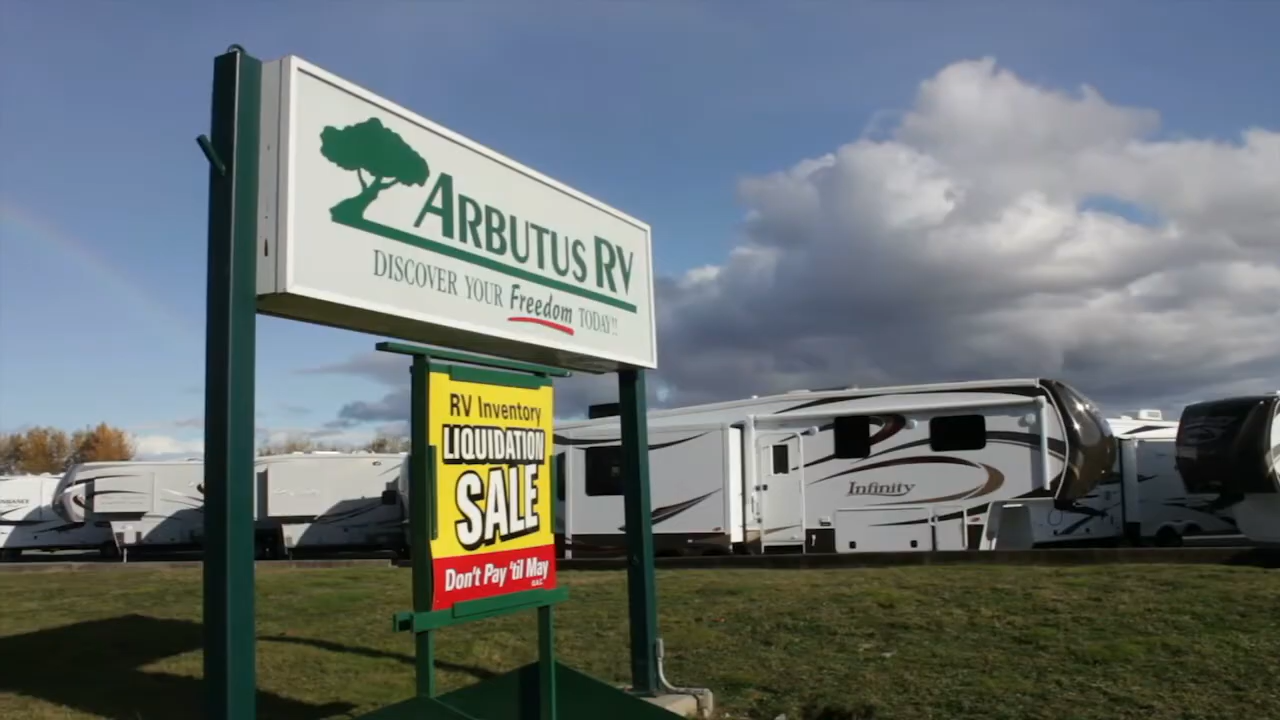 ARBUTUS RV
DISCOVER YOUR Freedom TODAY!!
RV Inventory
LIQUIDATION
SALE
Don't Pay 'til May
O.A.C.
Infinity